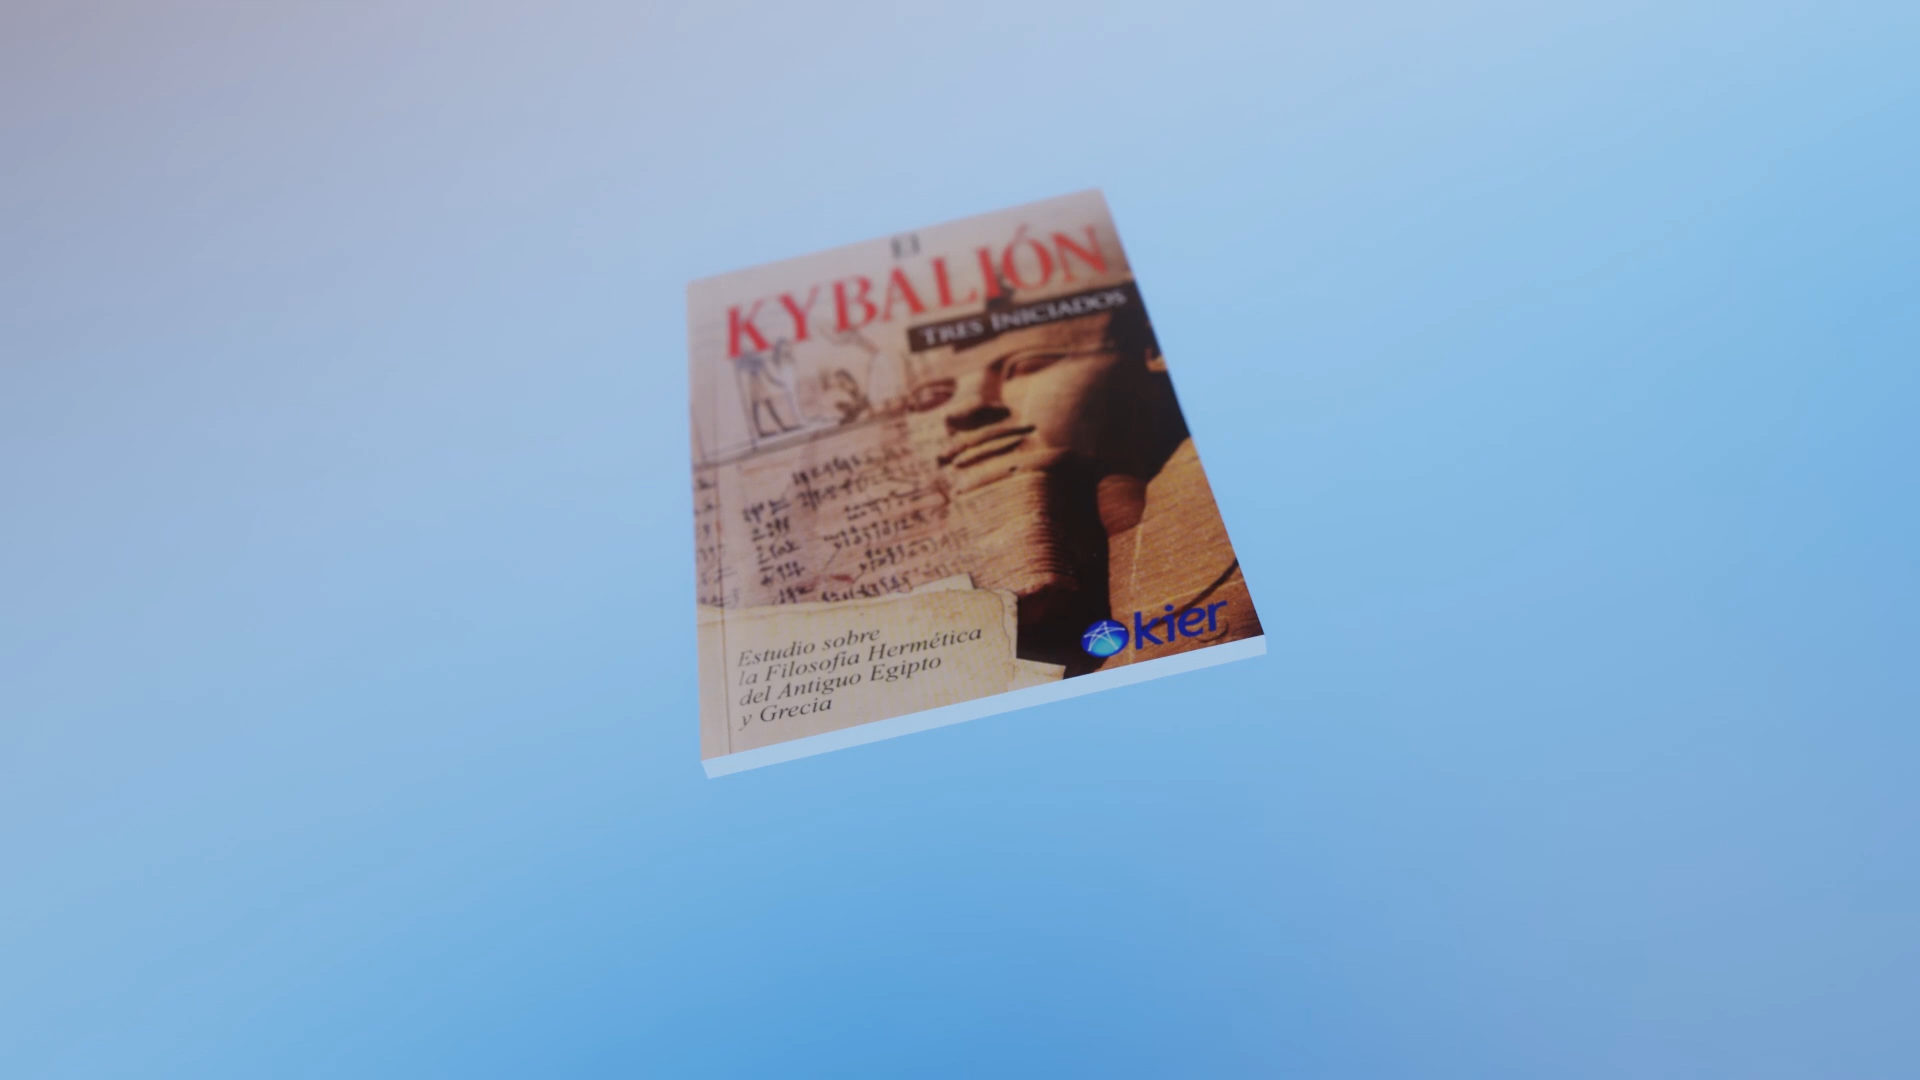 El
KYBALIÓN
TRES INICIADOS
Estudio sobre
la Filosofía Hermética
del Antiguo Egipto
y Grecia
kier